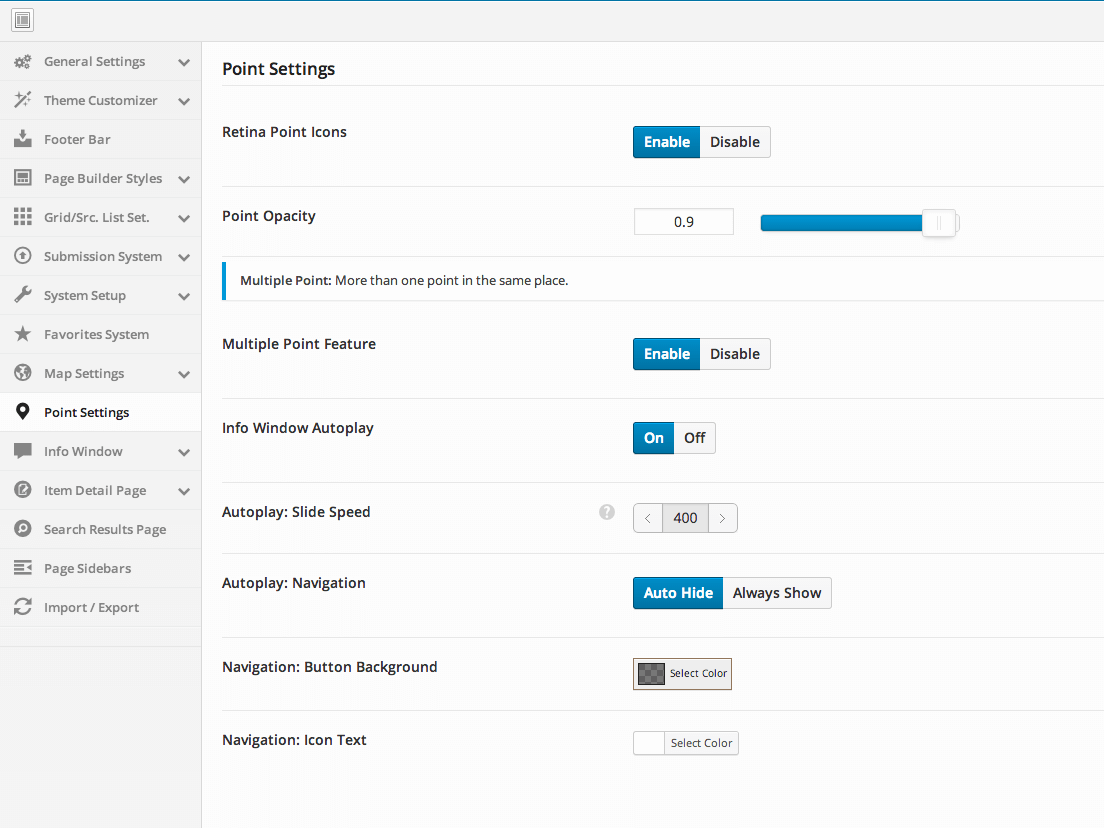 General Settings
Theme Customizer
Footer Bar
Page Builder Styles
Grid/Src. List Set.
Submission System
System Setup
Favorites System
Map Settings
Point Settings
Info Window
Item Detail Page
Search Results Page
Page Sidebars
Import / Export
Point Settings
Retina Point Icons
Enable Disable
Point Opacity
0.9
Multiple Point: More than one point in the same place.
Multiple Point Feature
Enable Disable
Info Window Autoplay
On Off
Autoplay: Slide Speed
? < 400 >
Autoplay: Navigation
Auto Hide Always Show
Navigation: Button Background
Select Color
Navigation: Icon Text
Select Color